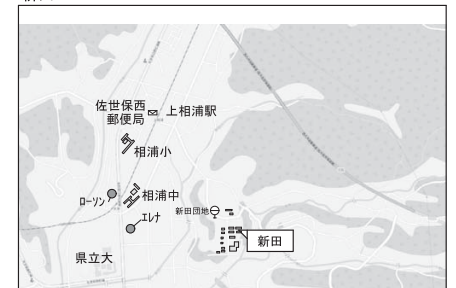 佐世保西
郵便局
上相浦駅
相浦小
ローソン
相浦中
エレナ
新田団地
新田
県立大